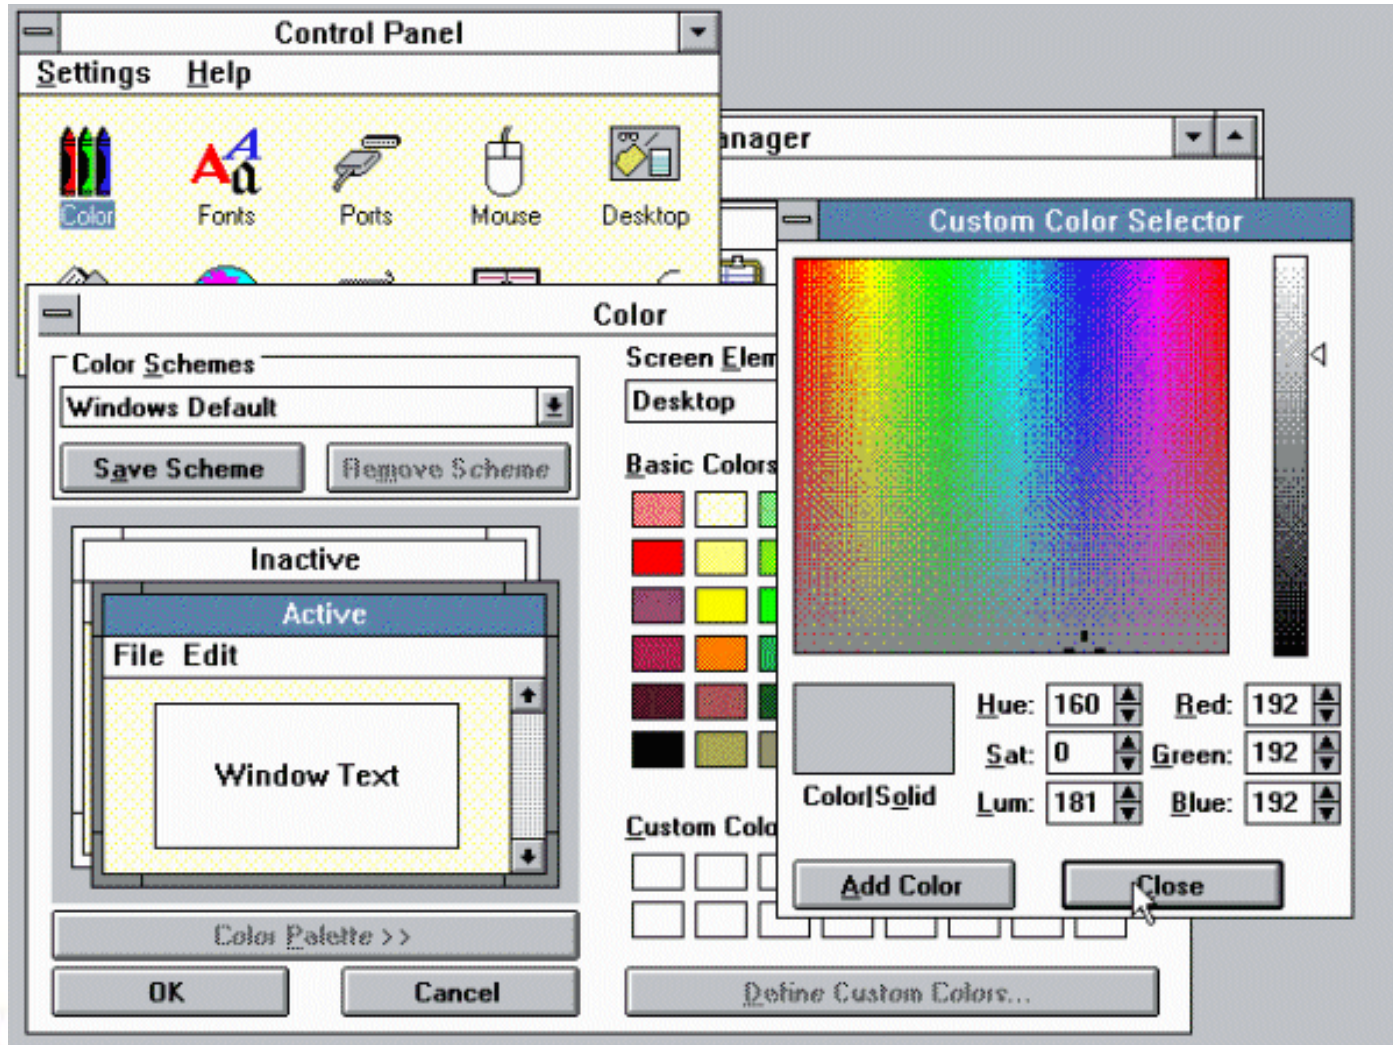 Control Panel
Settings Help
Color Fonts Ports Mouse Desktop
anager
Custom Color Selector
Color
Color Schemes
Windows Default
Save Scheme Remove Scheme
Inactive
Active
File Edit
Window Text
Color Palette >>
OK Cancel
Screen Elem
Desktop
Basic Colors
Custom Colo
Define Custom Colors...
Color|Solid
Hue: 160 Red: 192
Sat: 0 Green: 192
Lum: 181 Blue: 192
Add Color Close